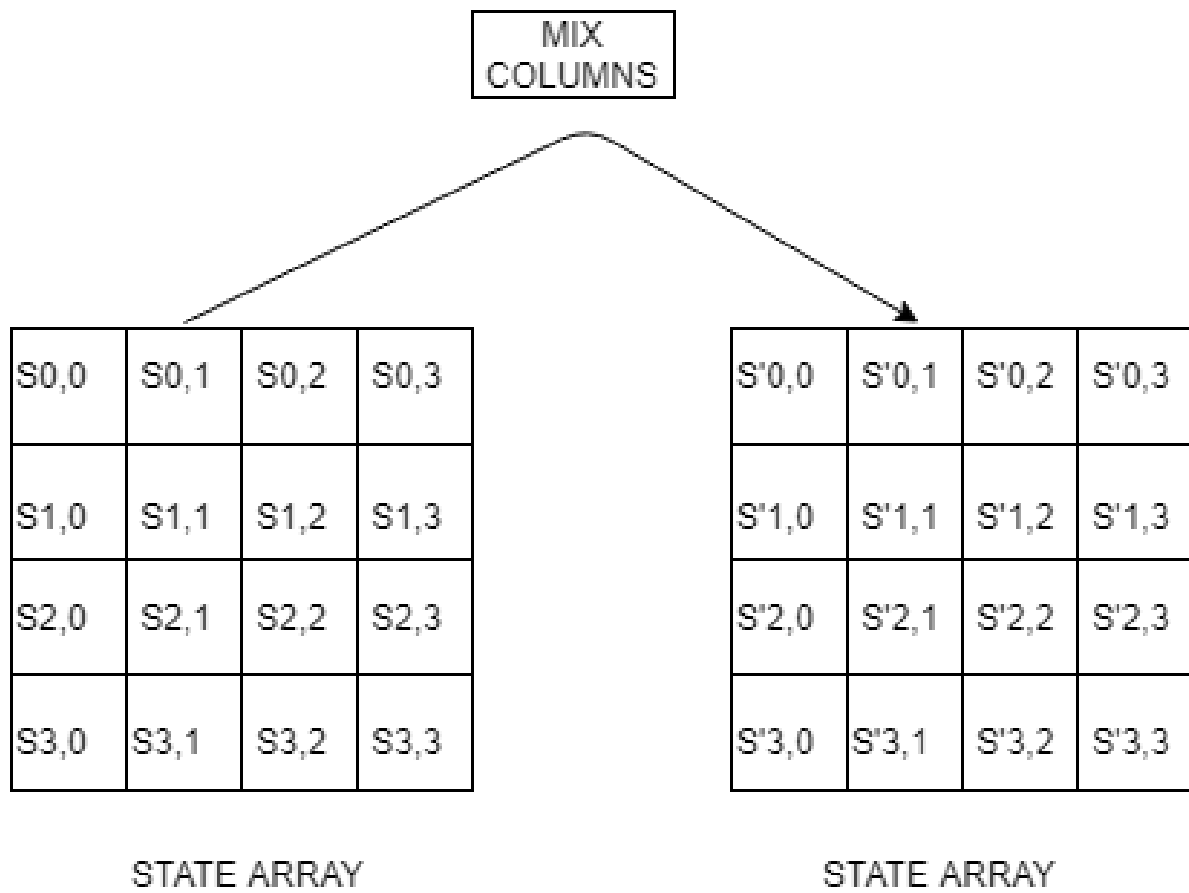 MIX
COLUMNS
S0,0 S0,1 S0,2 S0,3
S'0,0 S'0,1 S'0,2 S'0,3
S1,0 S1,1 S1,2 S1,3
S'1,0 S'1,1 S'1,2 S'1,3
S2,0 S2,1 S2,2 S2,3
S'2,0 S'2,1 S'2,2 S'2,3
S3,0 S3,1 S3,2 S3,3
S'3,0 S'3,1 S'3,2 S'3,3
STATE ARRAY
STATE ARRAY